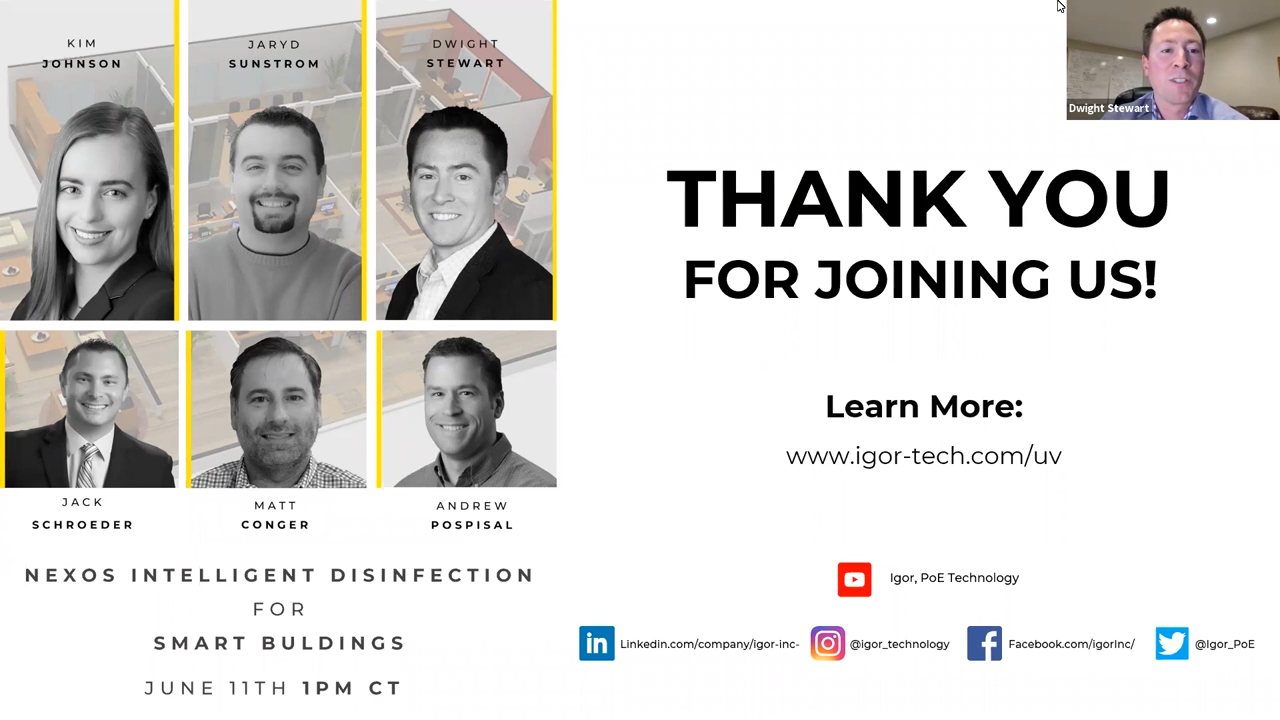 KIM
JOHNSON
JARYD
SUNSTROM
DWIGHT
STEWART
JACK
SCHROEDER
MATT
CONGER
ANDREW
POSPISAL
NEXOS INTELLIGENT DISINFECTION
FOR
SMART BULDINGS
JUNE 11TH 1PM CT
Dwight Stewart
THANK YOU
FOR JOINING US!
Learn More:
www.igor-tech.com/uv
Igor, PoE Technology
in
Linkedin.com/company/igor-inc-
@igor_technology
f
Facebook.com/igorInc/
@Igor_PoE